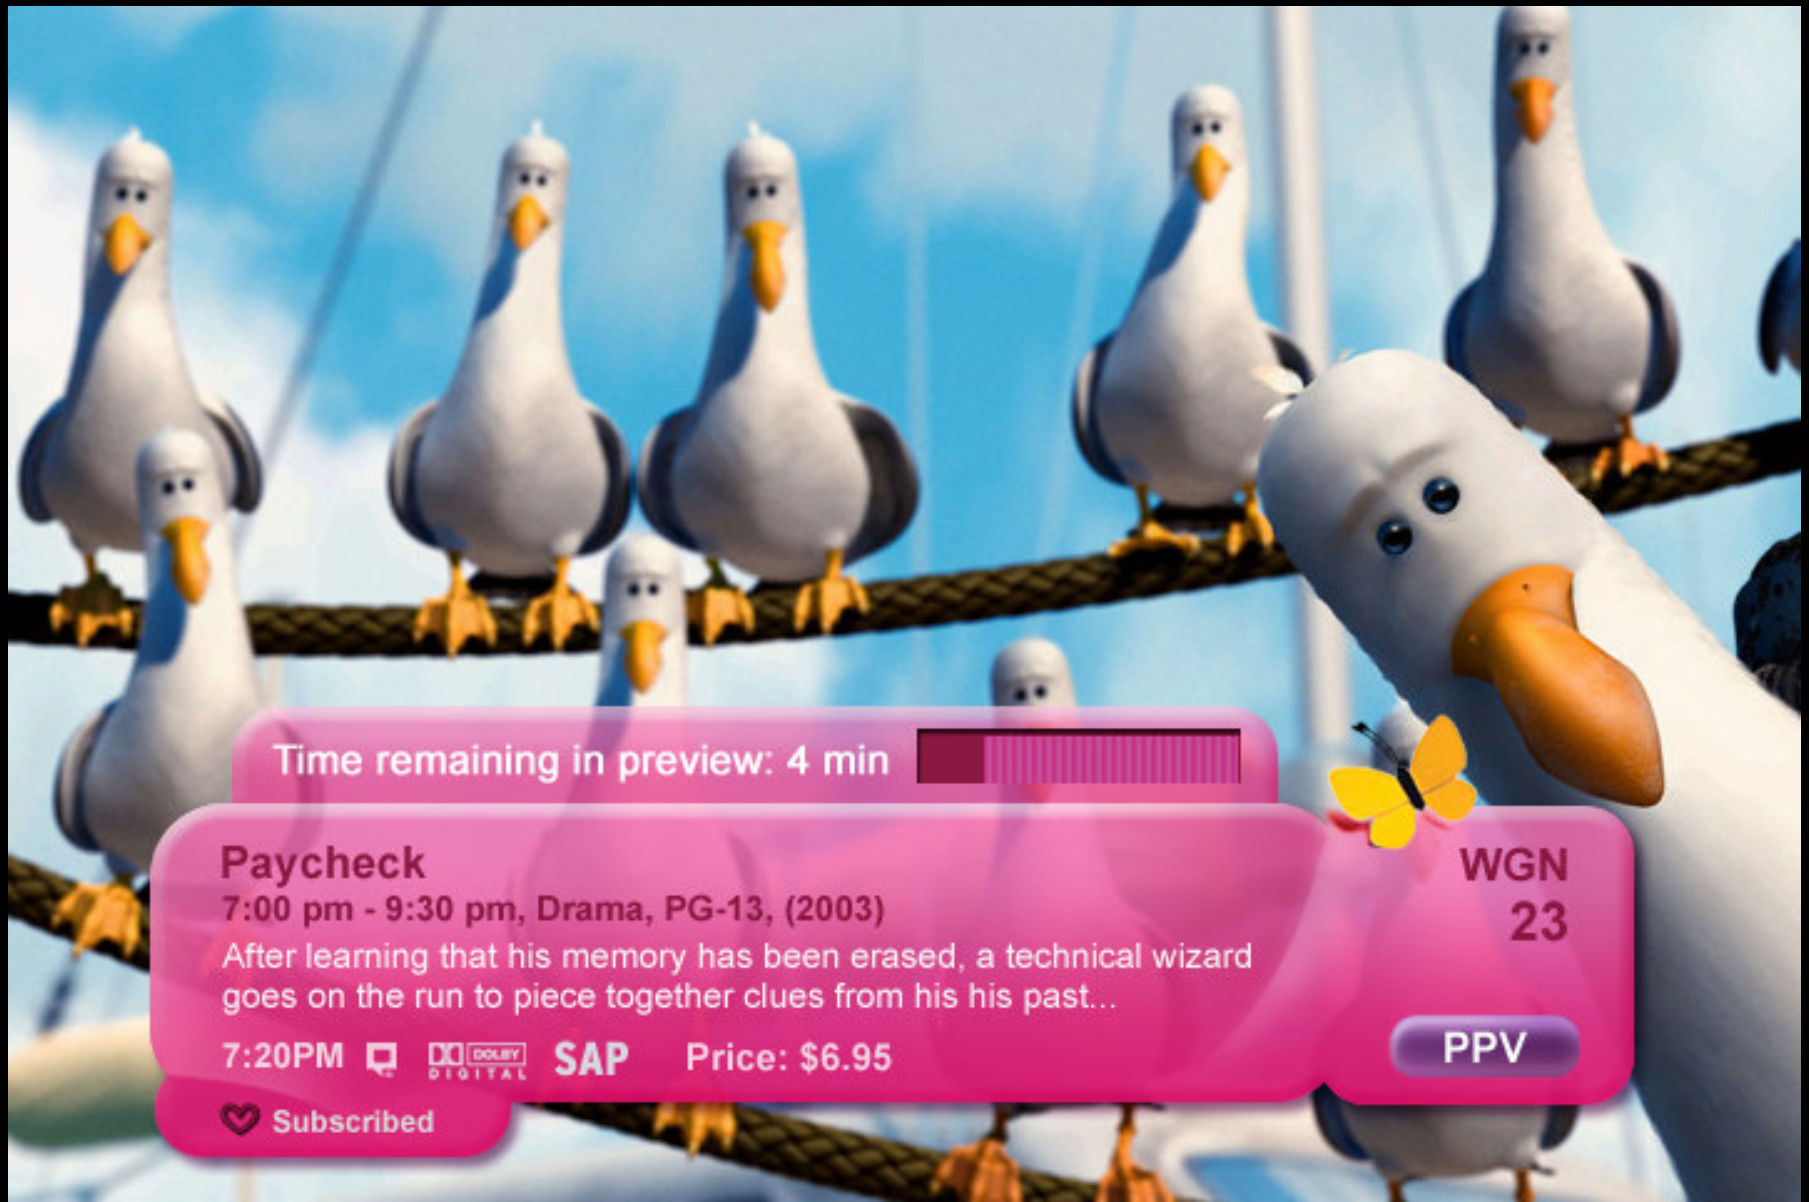 Time remaining in preview: 4 min
Paycheck
7:00 pm - 9:30 pm, Drama, PG-13, (2003)
After learning that his memory has been erased, a technical wizard
goes on the run to piece together clues from his his past...
7:20PM DOLBY DIGITAL SAP Price: $6.95
Subscribed
WGN
23
PPV